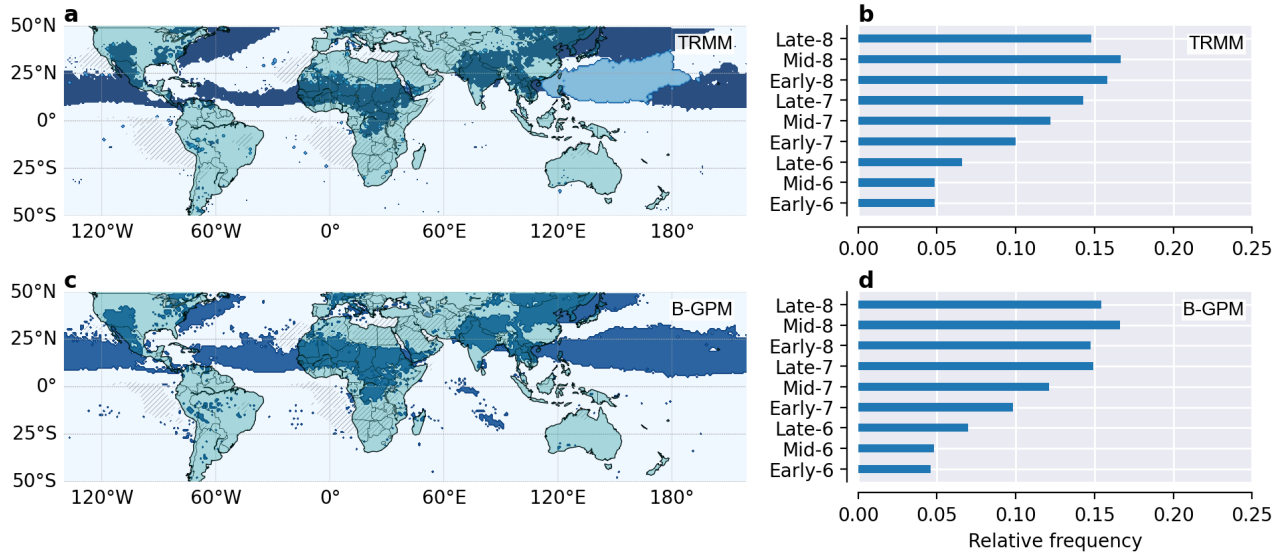 a
50°N
25°N
0°
25°S
50°S
120°W 60°W 0° 60°E 120°E 180°
TRMM
b
Late-8
Mid-8
Early-8
Late-7
Mid-7
Early-7
Late-6
Mid-6
Early-6
TRMM
0.00 0.05 0.10 0.15 0.20 0.25
c
50°N
25°N
0°
25°S
50°S
120°W 60°W 0° 60°E 120°E 180°
B-GPM
d
Late-8
Mid-8
Early-8
Late-7
Mid-7
Early-7
Late-6
Mid-6
Early-6
B-GPM
0.00 0.05 0.10 0.15 0.20 0.25
Relative frequency